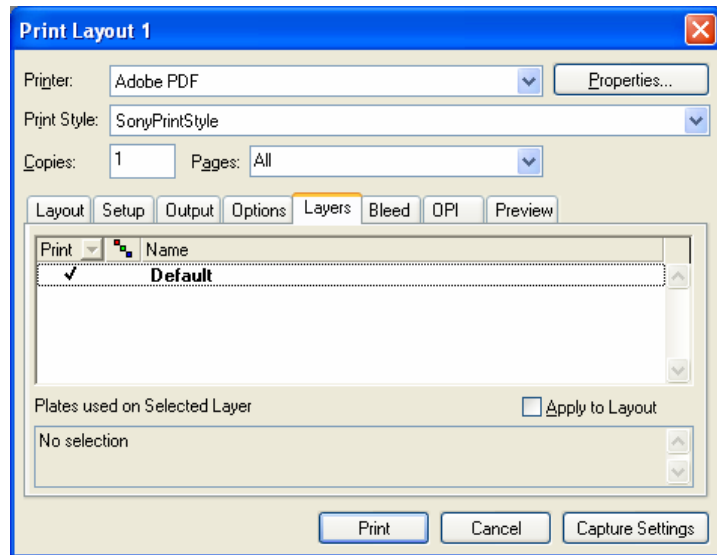 Print Layout 1
Printer: Adobe PDF Properties...
Print Style: SonyPrintStyle
Copies: 1 Pages: All
Layout Setup Output Options Layers Bleed OPI Preview
Print Name
✓ Default
Plates used on Selected Layer Apply to Layout
No selection
Print Cancel Capture Settings